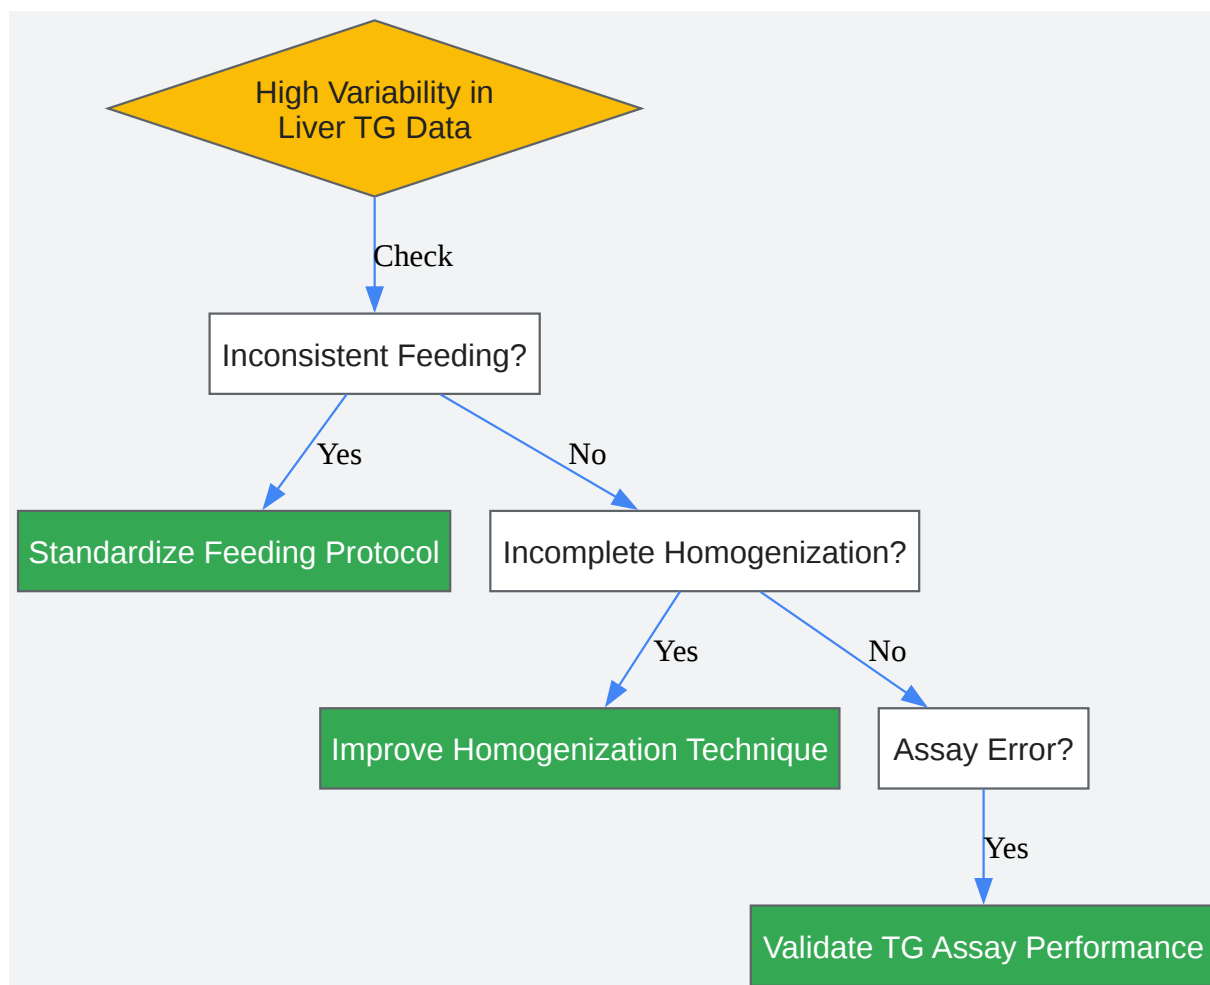 High Variability in
Liver TG Data
Check
Inconsistent Feeding?
Yes
No
Standardize Feeding Protocol
Incomplete Homogenization?
Yes
No
Improve Homogenization Technique
Assay Error?
Yes
Validate TG Assay Performance